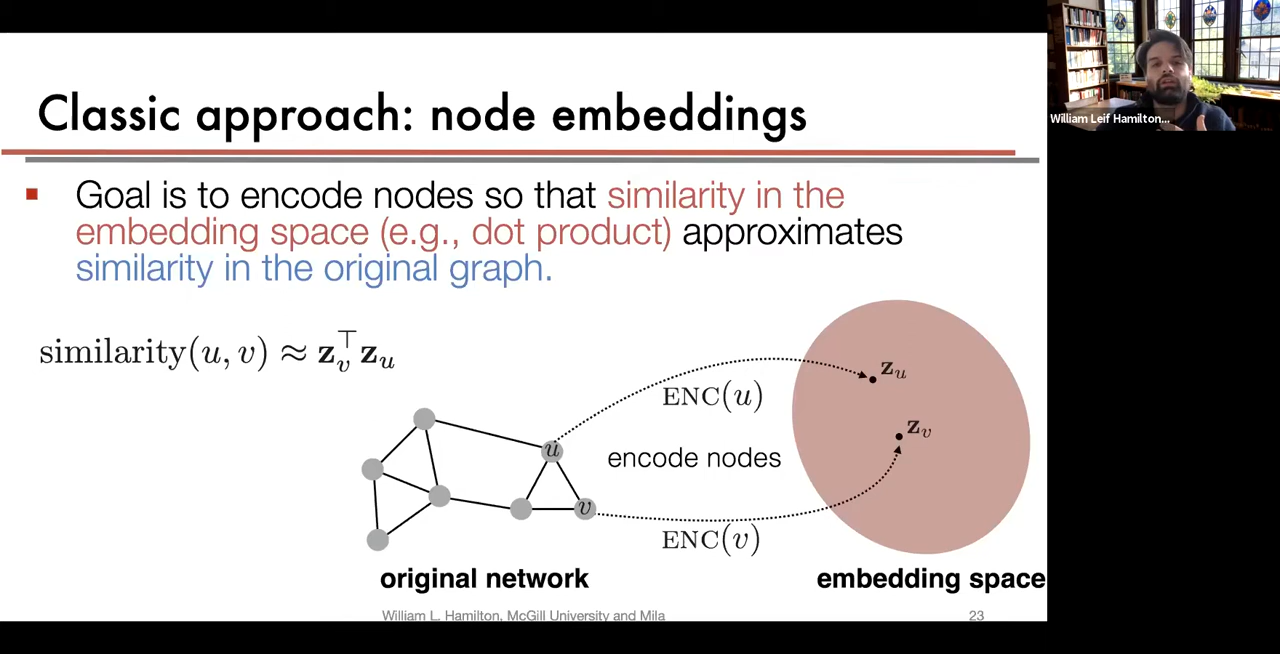 Classic approach: node embeddings
William Leif Hamilton...
▪ Goal is to encode nodes so that similarity in the
embedding space (e.g., dot product) approximates
similarity in the original graph.
similarity(u, v) ≈ z_v^⊤ z_u
z_u
ENC(u)
z_v
u
encode nodes
v
ENC(v)
original network
embedding space
William L. Hamilton, McGill University and Mila
23